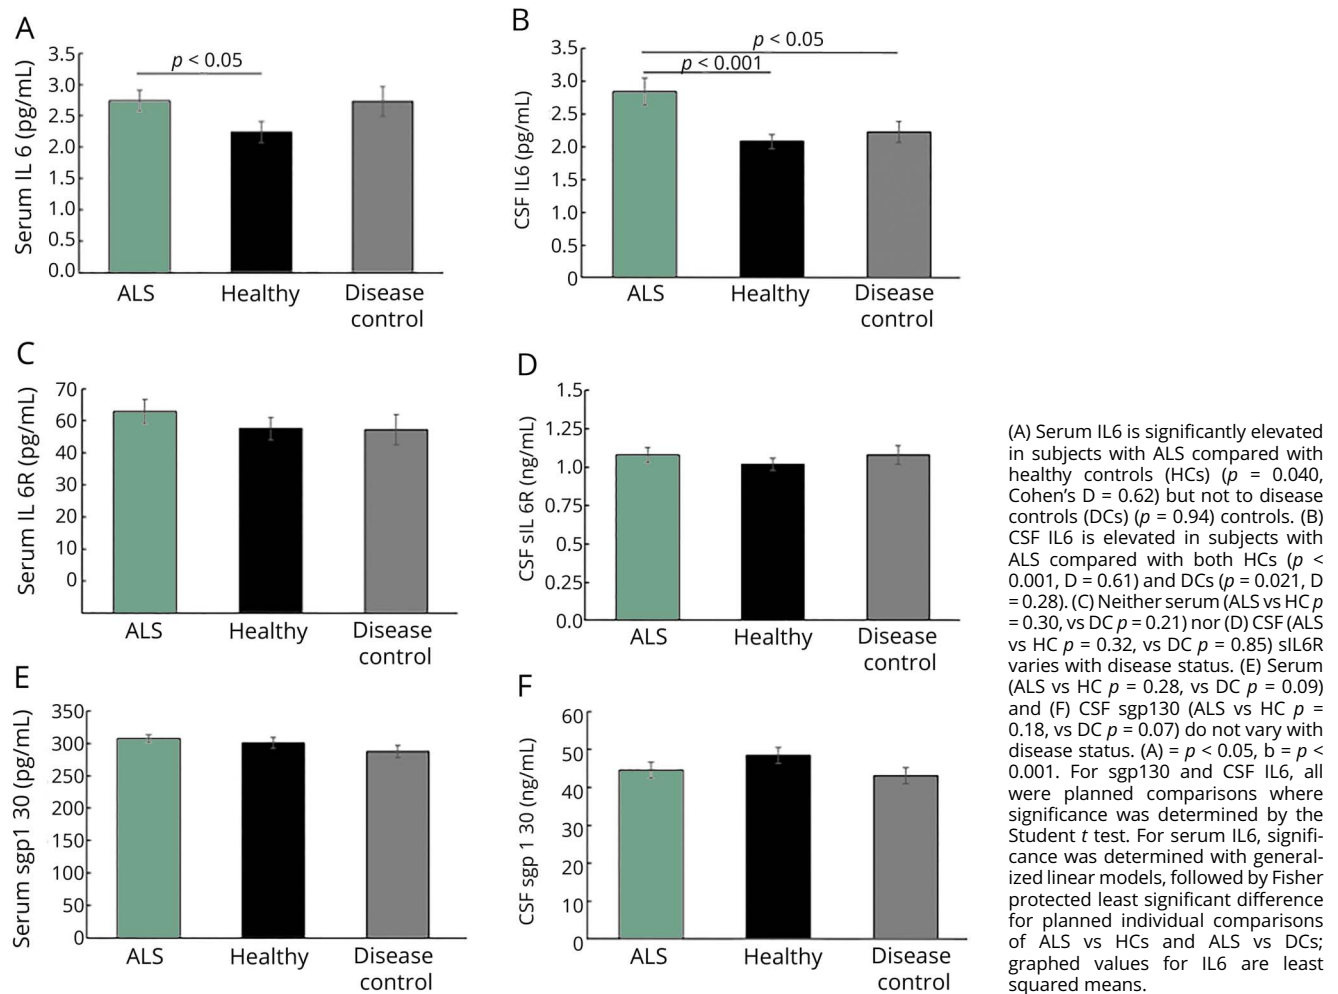 A
Serum IL 6 (pg/mL)
3.5
3.0
2.5
2.0
1.5
1.0
0.5
0.0
p < 0.05
ALS
Healthy
Disease
control
B
CSF IL6 (pg/mL)
3.5
3.0
2.5
2.0
1.5
1.0
0.5
0
p < 0.05
p < 0.001
ALS
Healthy
Disease
control
C
Serum IL 6R (pg/mL)
70
60
50
40
30
20
10
0
ALS
Healthy
Disease
control
D
CSF sIL 6R (ng/mL)
1.5
1.25
1.0
0.75
0.5
0.25
0.0
ALS
Healthy
Disease
control
E
Serum sgp1 30 (pg/mL)
350
300
250
200
150
100
50
0
ALS
Healthy
Disease
control
F
CSF sgp 1 30 (ng/mL)
60
50
40
30
20
10
0
ALS
Healthy
Disease
control
(A) Serum IL6 is significantly elevated
in subjects with ALS compared with
healthy controls (HCs) (p = 0.040,
Cohen's D = 0.62) but not to disease
controls (DCs) (p = 0.94) controls. (B)
CSF IL6 is elevated in subjects with
ALS compared with both HCs (p <
0.001, D = 0.61) and DCs (p = 0.021, D
= 0.28). (C) Neither serum (ALS vs HC p
= 0.30, vs DC p = 0.21) nor (D) CSF (ALS
vs HC p = 0.32, vs DC p = 0.85) sIL6R
varies with disease status. (E) Serum
(ALS vs HC p = 0.28, vs DC p = 0.09)
and (F) CSF sgp130 (ALS vs HC p =
0.18, vs DC p = 0.07) do not vary with
disease status. (A) = p < 0.05, b = p <
0.001. For sgp130 and CSF IL6, all
were planned comparisons where
significance was determined by the
Student t test. For serum IL6, signifi-
cance was determined with general-
ized linear models, followed by Fisher
protected least significant difference
for planned individual comparisons
of ALS vs HCs and ALS vs DCs;
graphed values for IL6 are least
squared means.